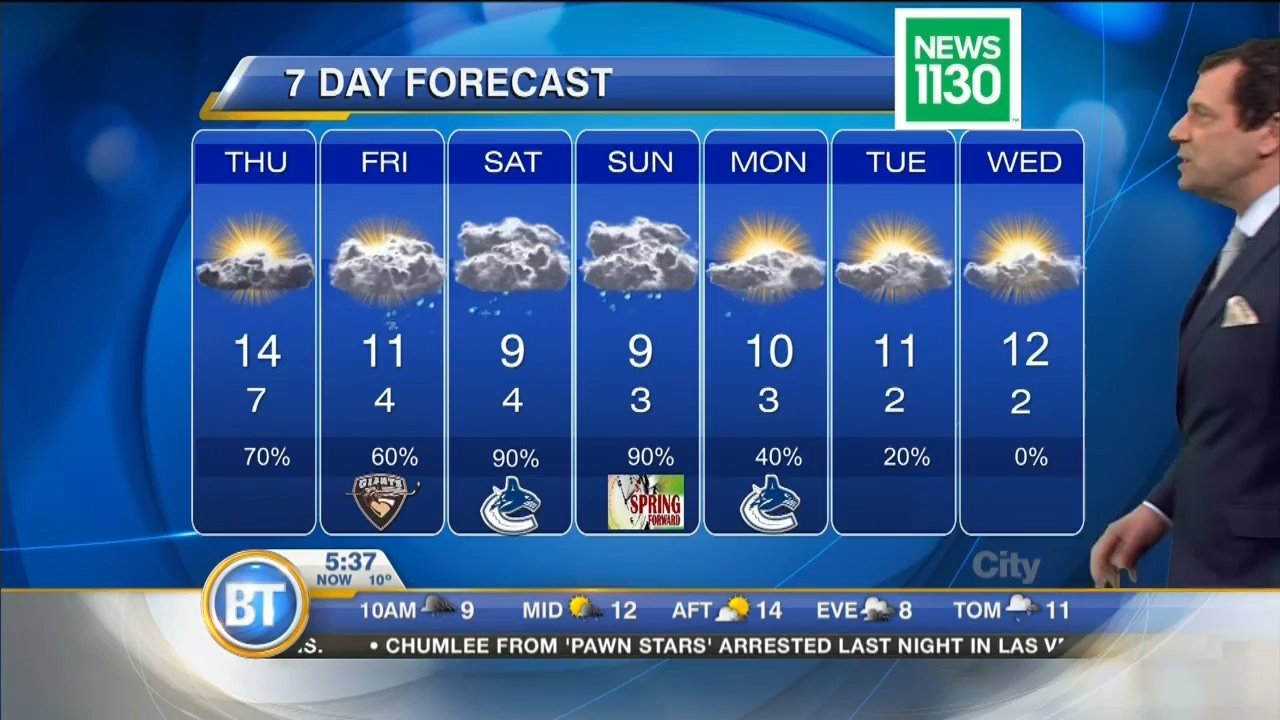 NEWS
1130
7 DAY FORECAST
THU FRI SAT SUN MON TUE WED
14 11 9 9 10 11 12
7 4 4 3 3 2 2
70% 60% 90% 90% 40% 20% 0%
GIANTS
SPRING
FORWARD
City
5:37
NOW 10°
BT
10AM 9 MID 12 AFT 14 EVE 8 TOM 11
.S. • CHUMLEE FROM 'PAWN STARS' ARRESTED LAST NIGHT IN LAS V